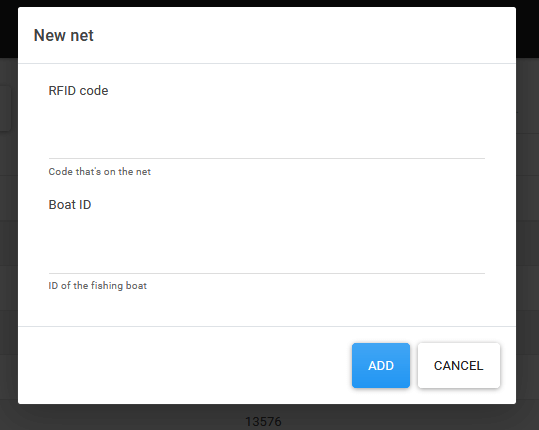 New net
RFID code
Code that's on the net
Boat ID
ID of the fishing boat
ADD CANCEL
13576